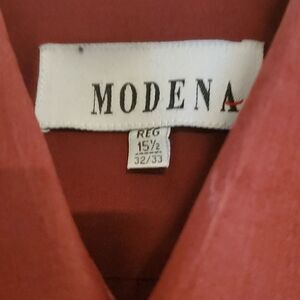 MODENA
REG
15½
32/33